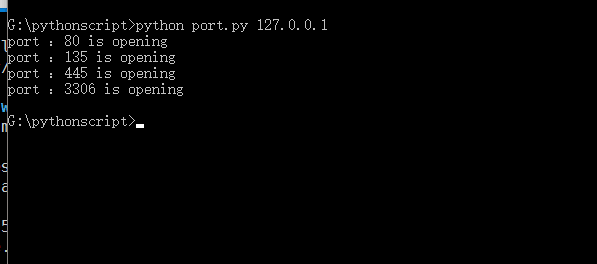 G:\pythonscript>python port.py 127.0.0.1
port : 80 is opening
port : 135 is opening
port : 445 is opening
port : 3306 is opening
G:\pythonscript>